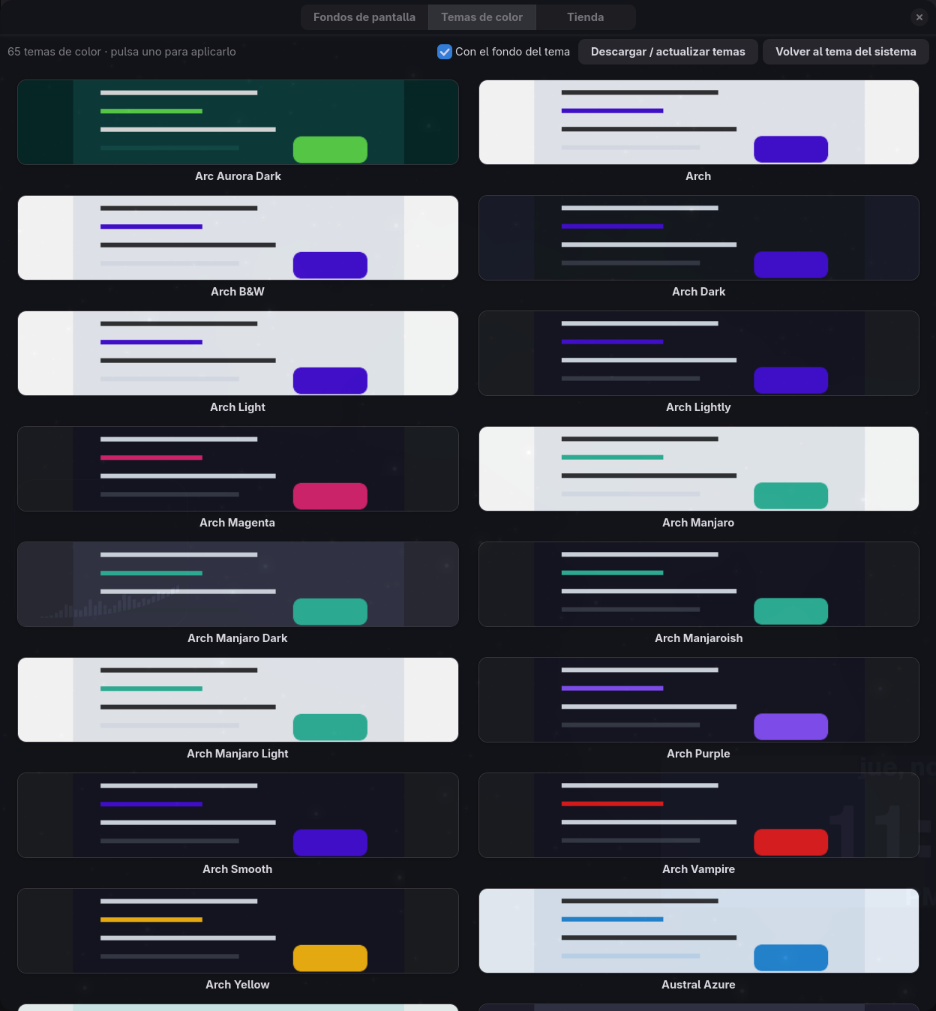 Fondos de pantalla Temas de color Tienda
65 temas de color · pulsa uno para aplicarlo Con el fondo del tema Descargar / actualizar temas Volver al tema del sistema
Arc Aurora Dark Arch
Arch B&W Arch Dark
Arch Light Arch Lightly
Arch Magenta Arch Manjaro
Arch Manjaro Dark Arch Manjaroish
Arch Manjaro Light Arch Purple
jue, no
11:
Arch Smooth Arch Vampire
Arch Yellow Austral Azure